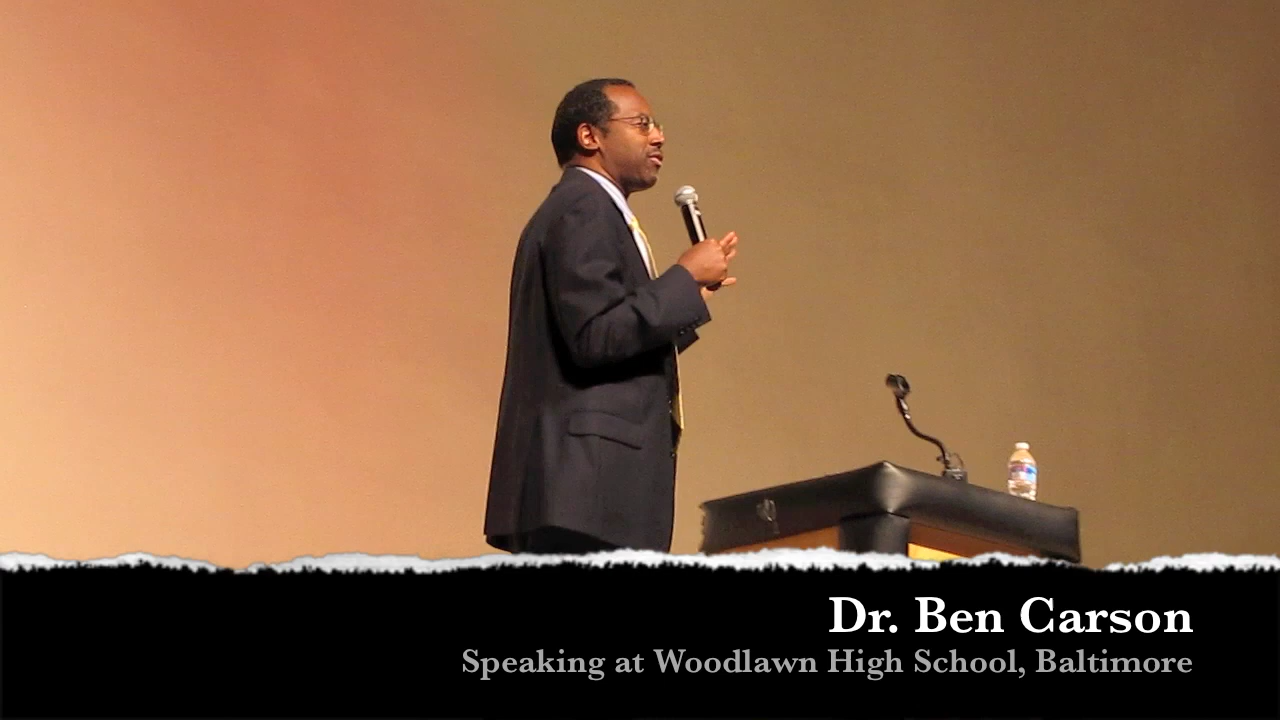 Dr. Ben Carson
Speaking at Woodlawn High School, Baltimore